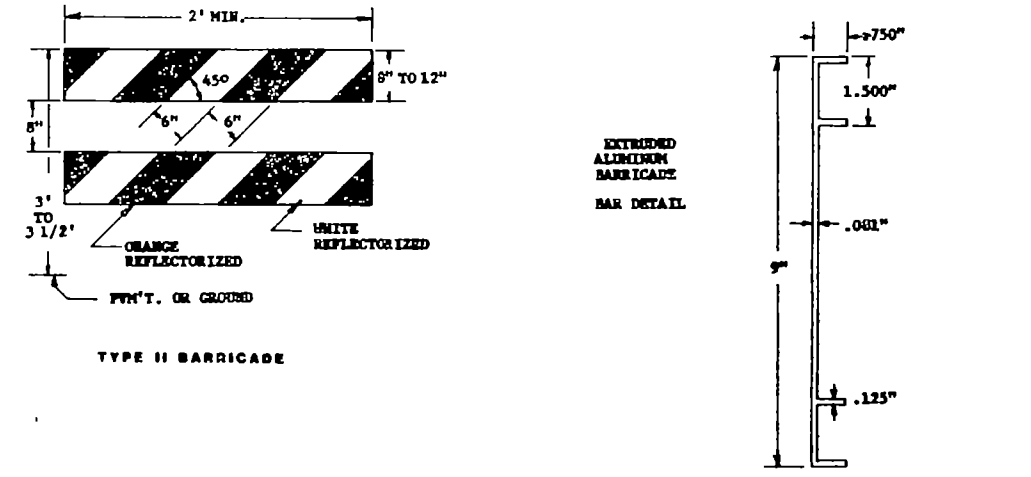 2' MIN.
45°
8" TO 12"
6"
6"
8"
3'
TO
3 1/2'
ORANGE
REFLECTORIZED
WHITE
REFLECTORIZED
PVM'T. OR GROUND
TYPE II BARRICADE
EXTRUDED
ALUMINUM
BARRICADE
BAR DETAIL
.750"
1.500"
.081"
9"
.125"